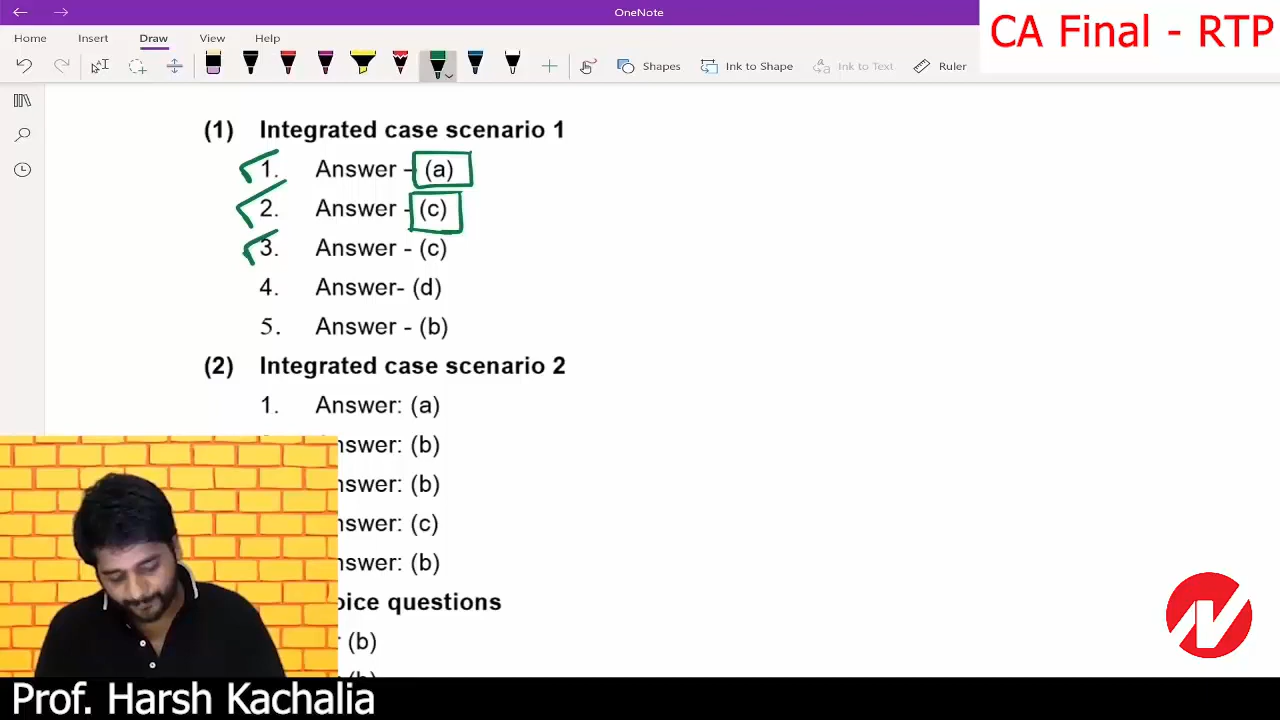 OneNote
CA Final - RTP
Home Insert Draw View Help
Shapes Ink to Shape Ink to Text Ruler
(1) Integrated case scenario 1
1. Answer - (a)
2. Answer - (c)
3. Answer - (c)
4. Answer- (d)
5. Answer - (b)
(2) Integrated case scenario 2
1. Answer: (a)
nswer: (b)
nswer: (b)
nswer: (c)
nswer: (b)
oice questions
(b)
(b)
Prof. Harsh Kachalia